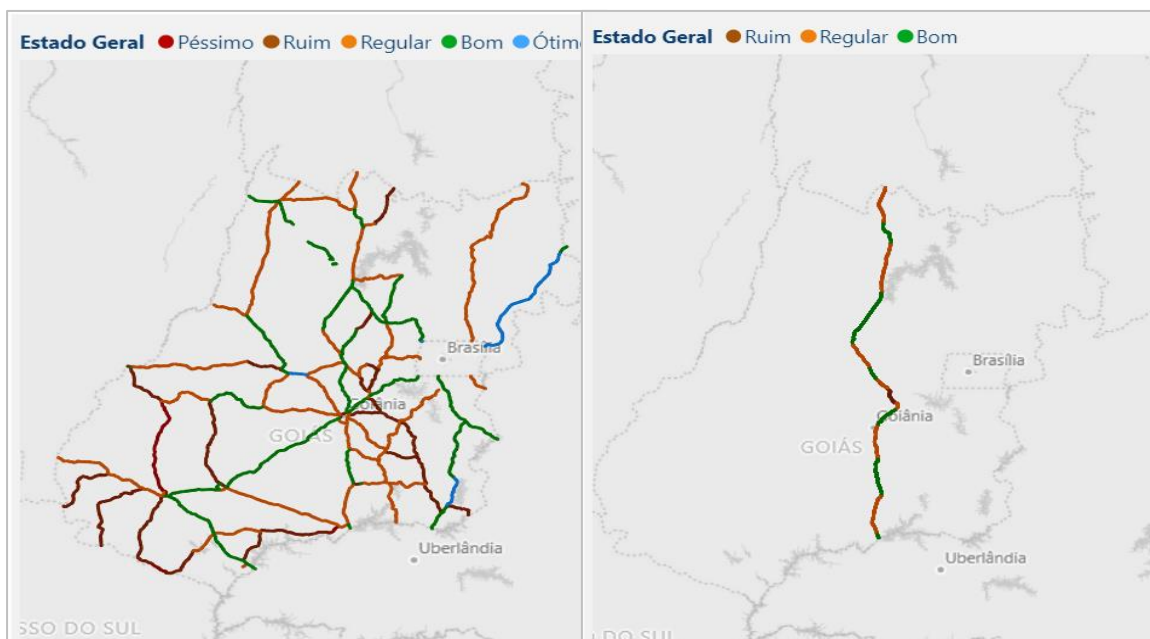 Estado Geral Péssimo Ruim Regular Bom Ótim
Brasília
Goiânia
GOIÁS
Uberlândia
SSO DO SUL
Estado Geral Ruim Regular Bom
Brasília
Goiânia
GOIÁS
Uberlândia
O DO SUL